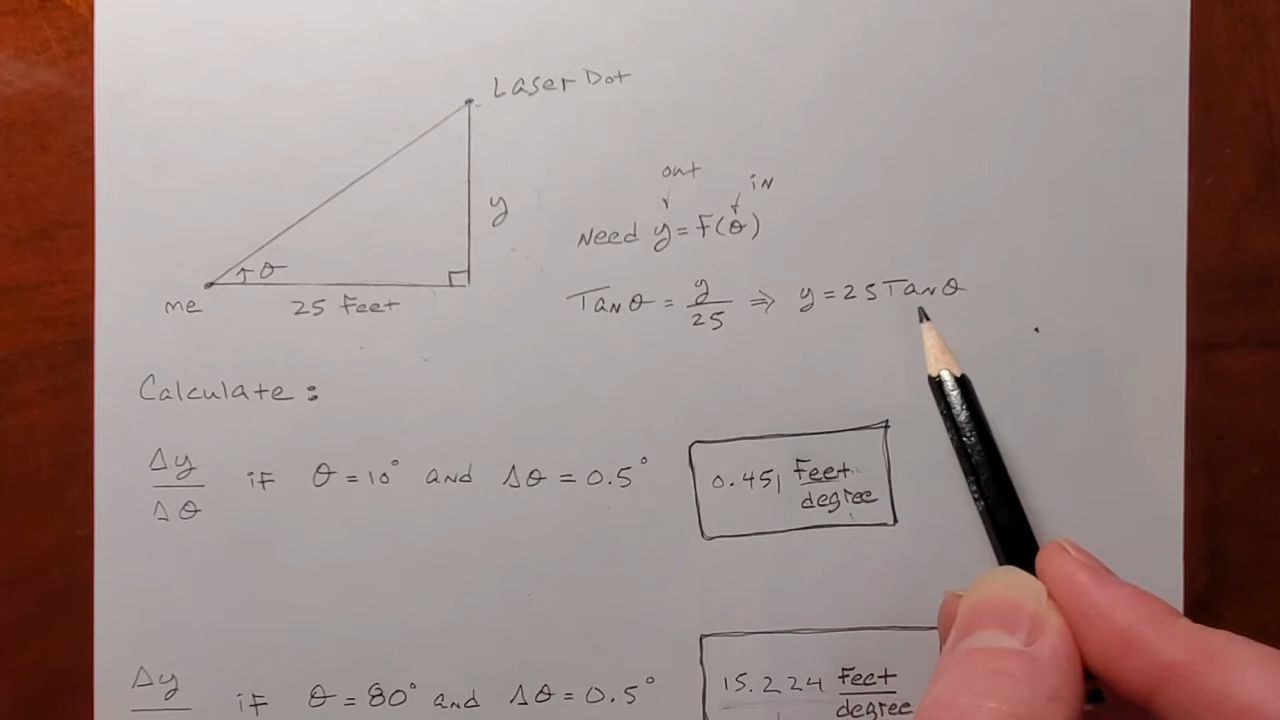 Laser Dot
out
in
Need y = F(θ)
y
θ
me
25 Feet
Tan θ = y/25 ⇒ y = 25 Tan θ
Calculate:
Δy/Δθ if θ = 10° and Δθ = 0.5°
0.451 Feet/degree
Δy if θ = 80° and Δθ = 0.5°
15.224 Feet/degree